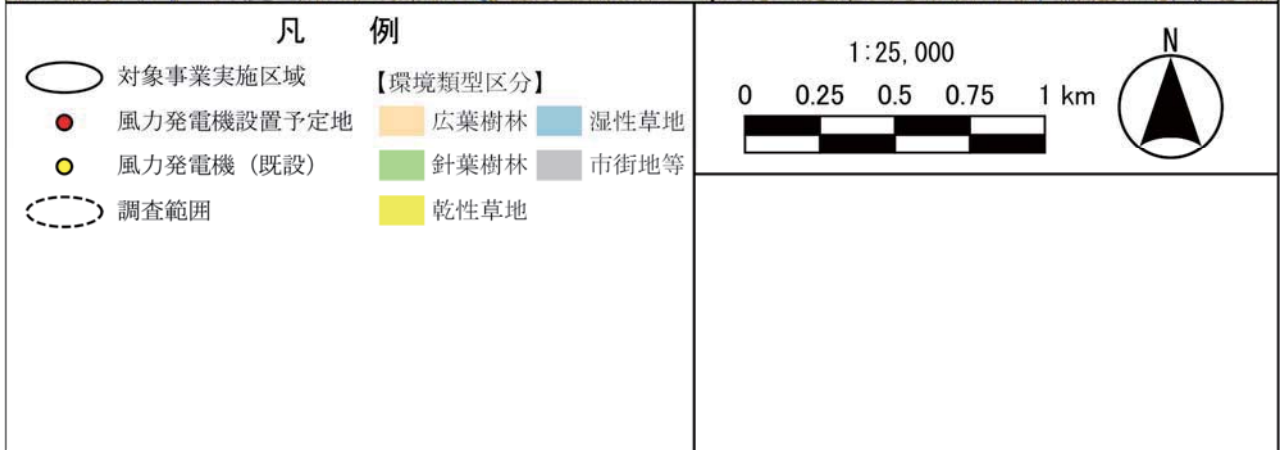 凡 例
対象事業実施区域
風力発電機設置予定地
風力発電機（既設）
調査範囲
【環境類型区分】
広葉樹林
湿性草地
針葉樹林
市街地等
乾性草地
1:25,000
0 0.25 0.5 0.75 1 km
N